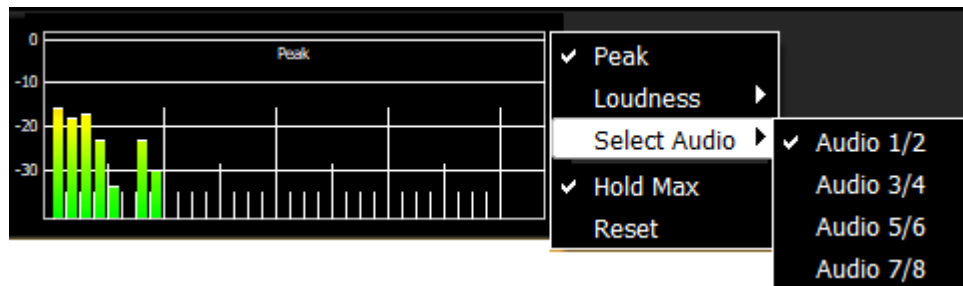 0
Peak
-10
-20
-30
Peak
Loudness
Select Audio
Hold Max
Reset
Audio 1/2
Audio 3/4
Audio 5/6
Audio 7/8